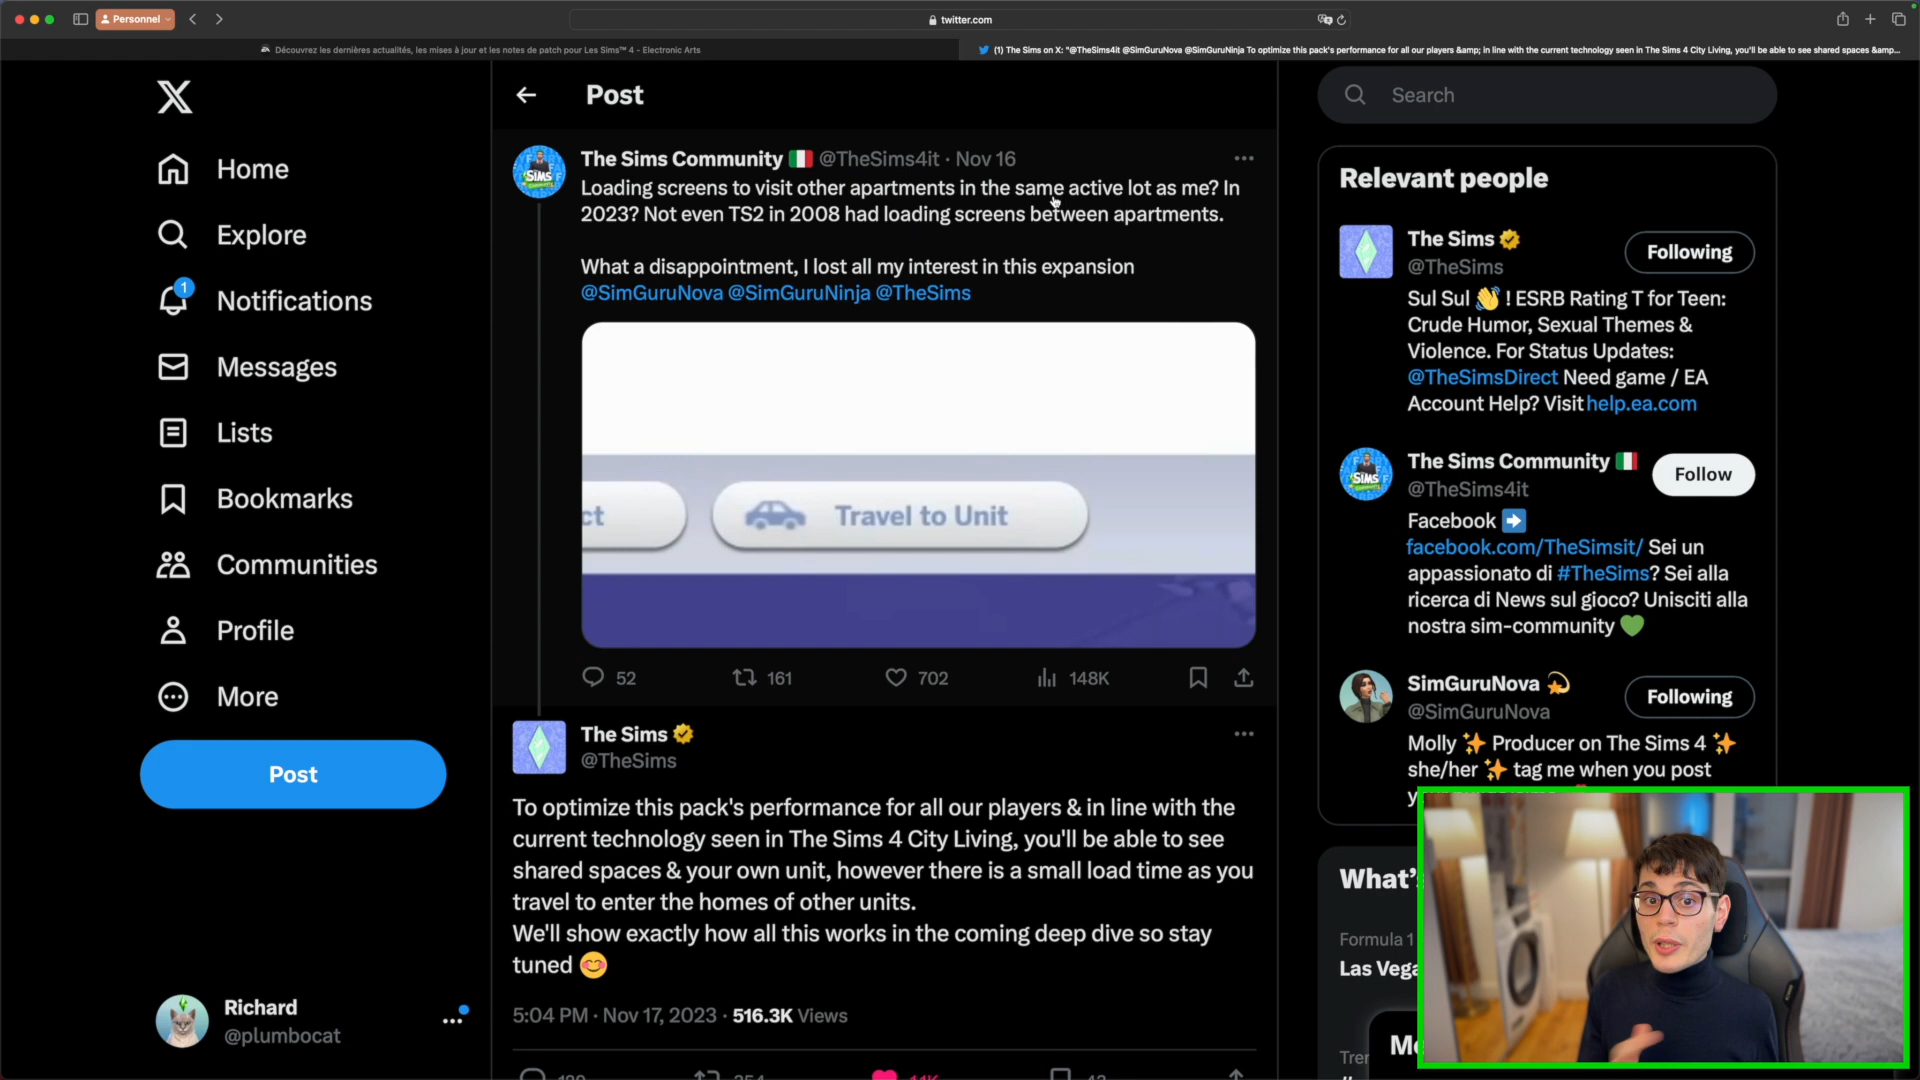 Personnel
twitter.com
Découvrez les dernières actualités, les mises à jour et les notes de patch pour Les Sims™ 4 - Electronic Arts
(1) The Sims on X: "@TheSims4it @SimGuruNova @SimGuruNinja To optimize this pack's performance for all our players &amp; in line with the current technology seen in The Sims 4 City Living, you'll be able to see shared spaces &amp...
X
Home
Explore
1
Notifications
Messages
Lists
Bookmarks
Communities
Profile
More
Post
Richard
@plumbocat
Post
The Sims Community 🇮🇹 @TheSims4it · Nov 16
Loading screens to visit other apartments in the same active lot as me? In
2023? Not even TS2 in 2008 had loading screens between apartments.
What a disappointment, I lost all my interest in this expansion
@SimGuruNova @SimGuruNinja @TheSims
ct
Travel to Unit
52 161 702 148K
The Sims
@TheSims
To optimize this pack's performance for all our players & in line with the
current technology seen in The Sims 4 City Living, you'll be able to see
shared spaces & your own unit, however there is a small load time as you
travel to enter the homes of other units.
We'll show exactly how all this works in the coming deep dive so stay
tuned 😊
5:04 PM · Nov 17, 2023 · 516.3K Views
Search
Relevant people
The Sims
@TheSims
Following
Sul Sul 👋 ! ESRB Rating T for Teen:
Crude Humor, Sexual Themes &
Violence. For Status Updates:
@TheSimsDirect Need game / EA
Account Help? Visit help.ea.com
The Sims Community 🇮🇹
@TheSims4it
Follow
Facebook ➡️
facebook.com/TheSimsit/ Sei un
appassionato di #TheSims? Sei alla
ricerca di News sul gioco? Unisciti alla
nostra sim-community 💚
SimGuruNova 💫
@SimGuruNova
Following
Molly ✨ Producer on The Sims 4 ✨
she/her ✨ tag me when you post
What'
Formula 1
Las Vega